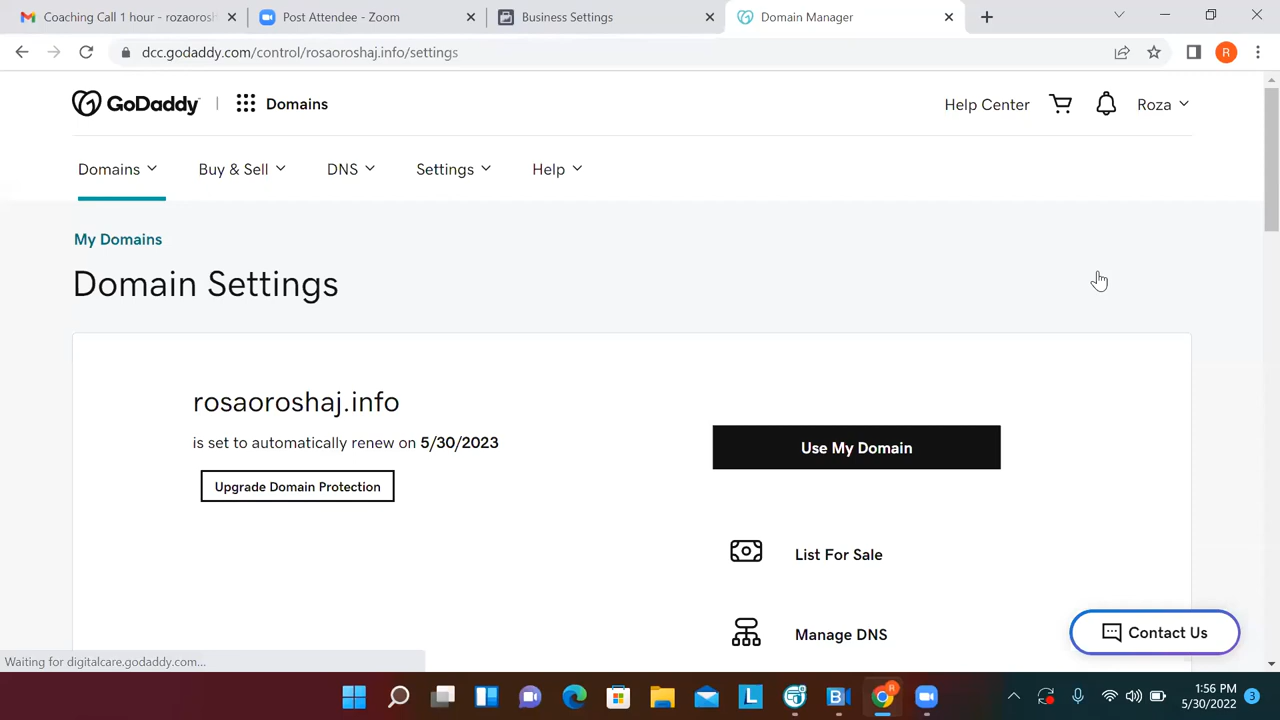 Coaching Call 1 hour - rozaorosh
Post Attendee - Zoom
Business Settings
Domain Manager
dcc.godaddy.com/control/rosaoroshaj.info/settings
R
GoDaddy
Domains
Help Center
Roza
Domains
Buy & Sell
DNS
Settings
Help
My Domains
Domain Settings
rosaoroshaj.info
is set to automatically renew on 5/30/2023
Upgrade Domain Protection
Use My Domain
List For Sale
Manage DNS
Contact Us
Waiting for digitalcare.godaddy.com...
L
B
R
1:56 PM
5/30/2022
3